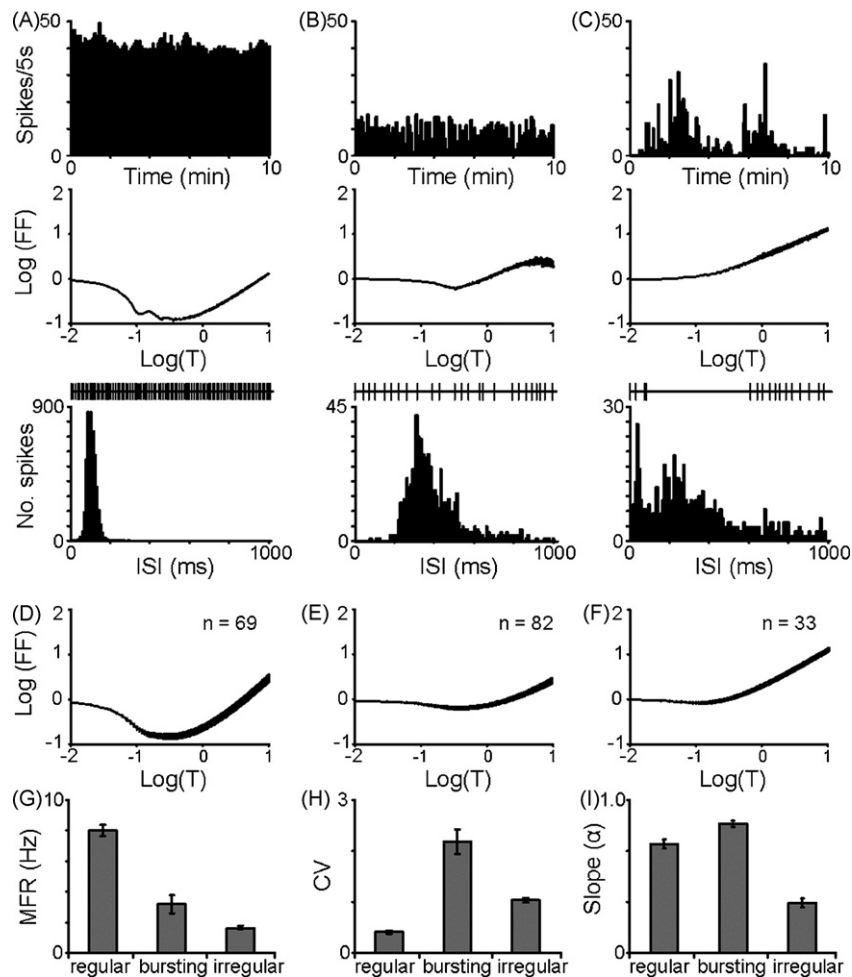 (A) 50 (B) 50 (C) 50
Spikes/5s
0 0 0
0 10 0 10 0 10
Time (min) Time (min) Time (min)
2 2 2
1 1 1
Log (FF)
0 0 0
-1 -1 -1
-2 -1 0 1 -2 -1 0 1 -2 -1 0 1
Log(T) Log(T) Log(T)
900 45 30
No. spikes
0 0 0
0 1000 0 1000 0 1000
ISI (ms) ISI (ms) ISI (ms)
(D) 2 (E) 2 (F) 2
n = 69 n = 82 n = 33
1 1 1
Log (FF)
0 0 0
-1 -1 -1
-2 -1 0 1 -2 -1 0 1 -2 -1 0 1
Log(T) Log(T) Log(T)
(G) 10 (H) 3 (I) 1.0
MFR (Hz) CV Slope (α)
0 0 0
regular bursting irregular regular bursting irregular regular bursting irregular